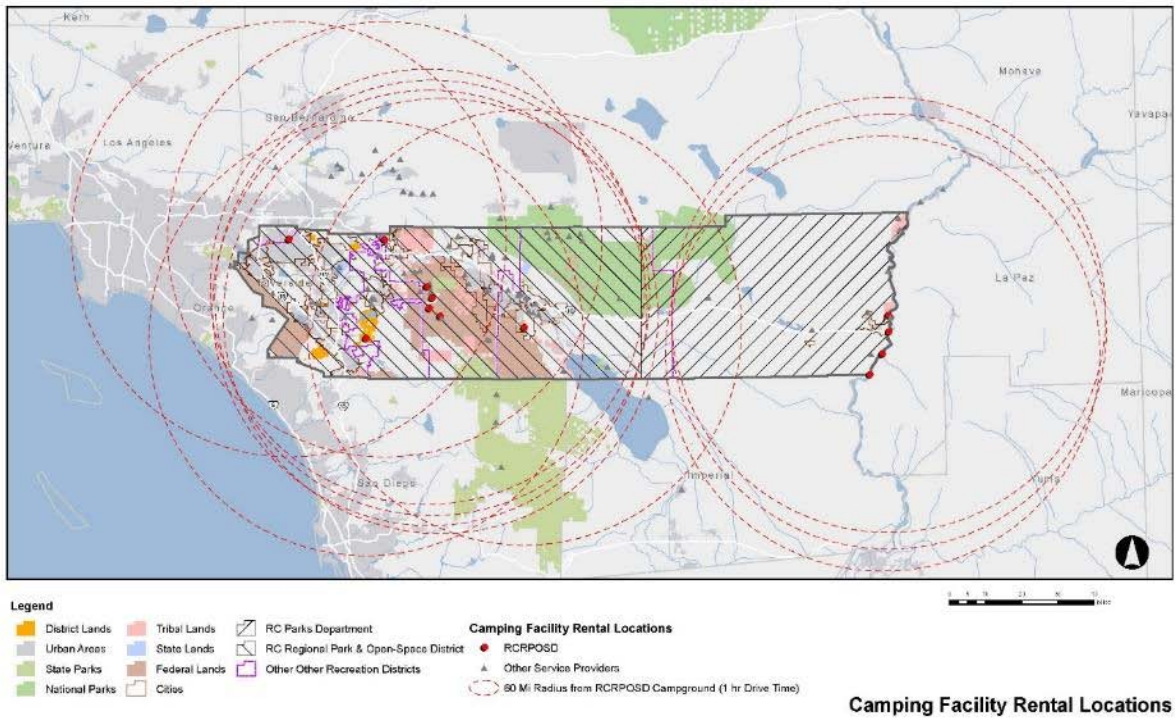 Kern
Mohave
Yavapai
San Bernardino
Los Angeles
Ventura
La Paz
Riverside
Orange
Maricopa
San Diego
Imperial
Yuma
Legend
District Lands
Urban Areas
State Parks
National Parks
Tribal Lands
State Lands
Federal Lands
Cities
RC Parks Department
RC Regional Park & Open-Space District
Other Other Recreation Districts
Camping Facility Rental Locations
RCRPOSD
Other Service Providers
60 Mi Radius from RCRPOSD Campground (1 hr Drive Time)
Camping Facility Rental Locations